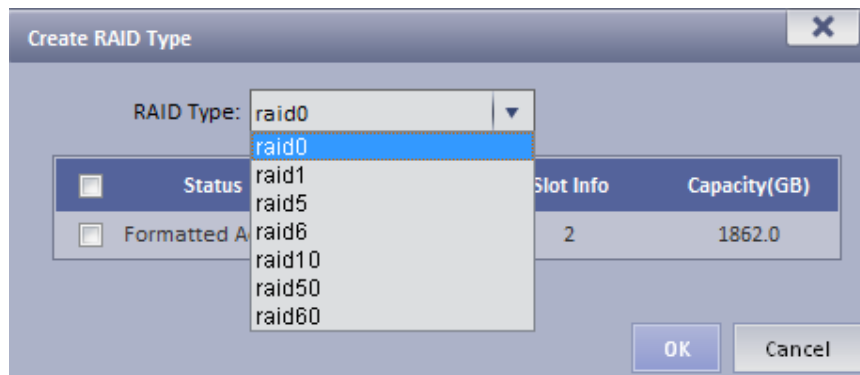 Create RAID Type
RAID Type: raid0
raid0
raid1
raid5
raid6
raid10
raid50
raid60
Status Slot Info Capacity(GB)
Formatted 2 1862.0
OK Cancel